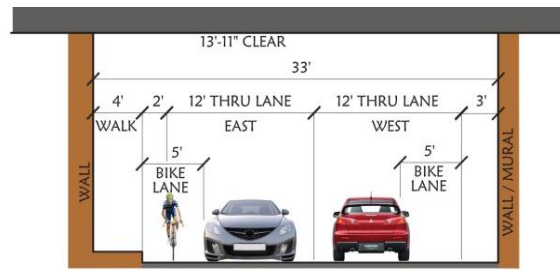 13'-11" CLEAR
33'
4'
2'
12' THRU LANE
12' THRU LANE
3'
WALK
EAST
WEST
5'
BIKE
LANE
5'
BIKE
LANE
WALL
WALL / MURAL